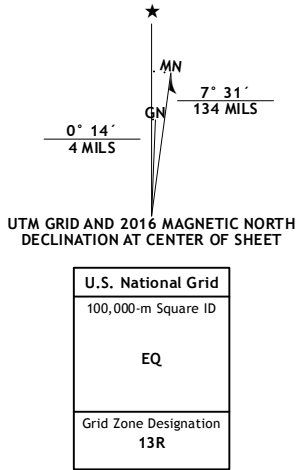 ★
MN
7° 31´
134 MILS
GN
0° 14´
4 MILS
UTM GRID AND 2016 MAGNETIC NORTH
DECLINATION AT CENTER OF SHEET
U.S. National Grid
100,000-m Square ID
EQ
Grid Zone Designation
13R